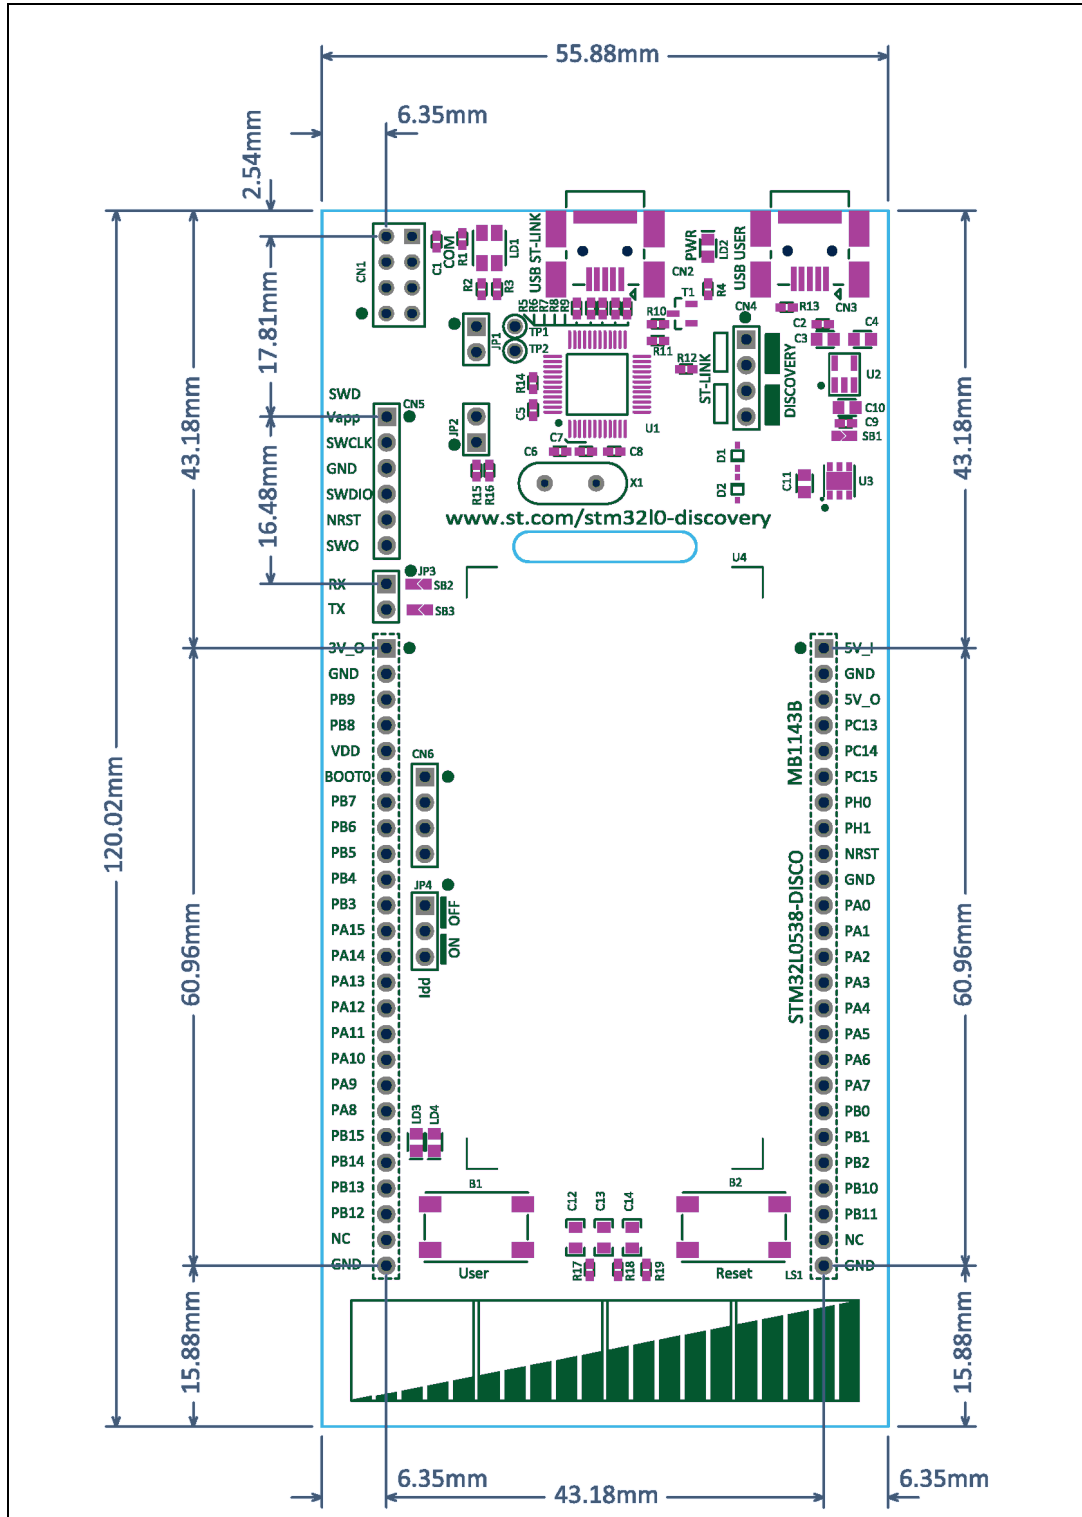 55.88mm
6.35mm
2.54mm
17.81mm
43.18mm
16.48mm
120.02mm
60.96mm
15.88mm
43.18mm
60.96mm
15.88mm
6.35mm
43.18mm
6.35mm
CN1
C1
COM
R1
LD1
R2
R3
USB ST-LINK
R5
R6
R7
R8
R9
PWR
LD2
CN2
T1
R4
USB USER
R13
CN3
CN4
C2
C3
C4
JP1
TP1
TP2
R10
R11
R12
ST-LINK
DISCOVERY
U2
C10
C9
SB1
R14
C5
U1
JP2
C7
C6
C8
D1
D2
C11
U3
R15
R16
X1
SWD
CN5
Vapp
SWCLK
GND
SWDIO
NRST
SWO
www.st.com/stm32l0-discovery
U4
JP3
RX
SB2
TX
SB3
3V_O
GND
PB9
PB8
VDD
BOOT0
PB7
PB6
PB5
PB4
PB3
PA15
PA14
PA13
PA12
PA11
PA10
PA9
PA8
PB15
PB14
PB13
PB12
NC
GND
CN6
JP4
OFF
ON
Idd
MB1143B
STM32L0538-DISCO
5V_I
GND
5V_O
PC13
PC14
PC15
PH0
PH1
NRST
GND
PA0
PA1
PA2
PA3
PA4
PA5
PA6
PA7
PB0
PB1
PB2
PB10
PB11
NC
GND
LD3
LD4
B1
User
C12
C13
C14
R17
R18
R19
B2
Reset
LS1